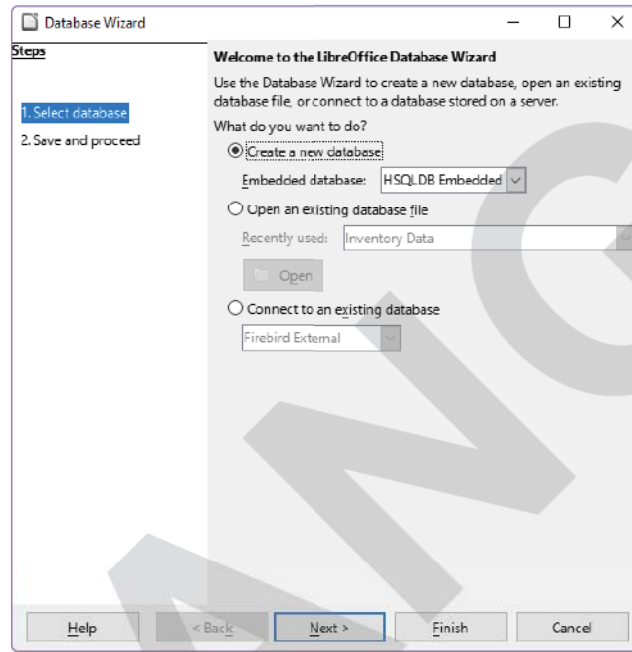 Database Wizard
Steps
1. Select database
2. Save and proceed
Welcome to the LibreOffice Database Wizard
Use the Database Wizard to create a new database, open an existing
database file, or connect to a database stored on a server.
What do you want to do?
Create a new database
Embedded database: HSQLDB Embedded
Open an existing database file
Recently used: Inventory Data
Open
Connect to an existing database
Firebird External
Help < Back Next > Finish Cancel